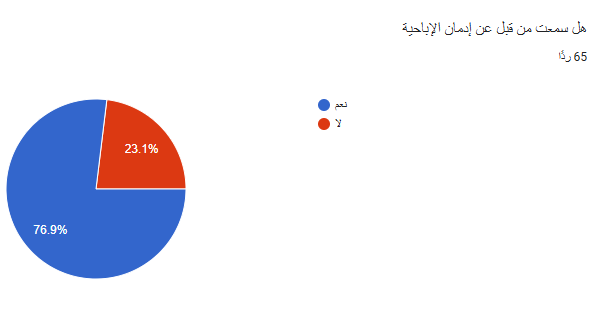 هل سمعت من قبل عن إدمان الإباحية
65 ردًا
نعم
لا
23.1%
76.9%